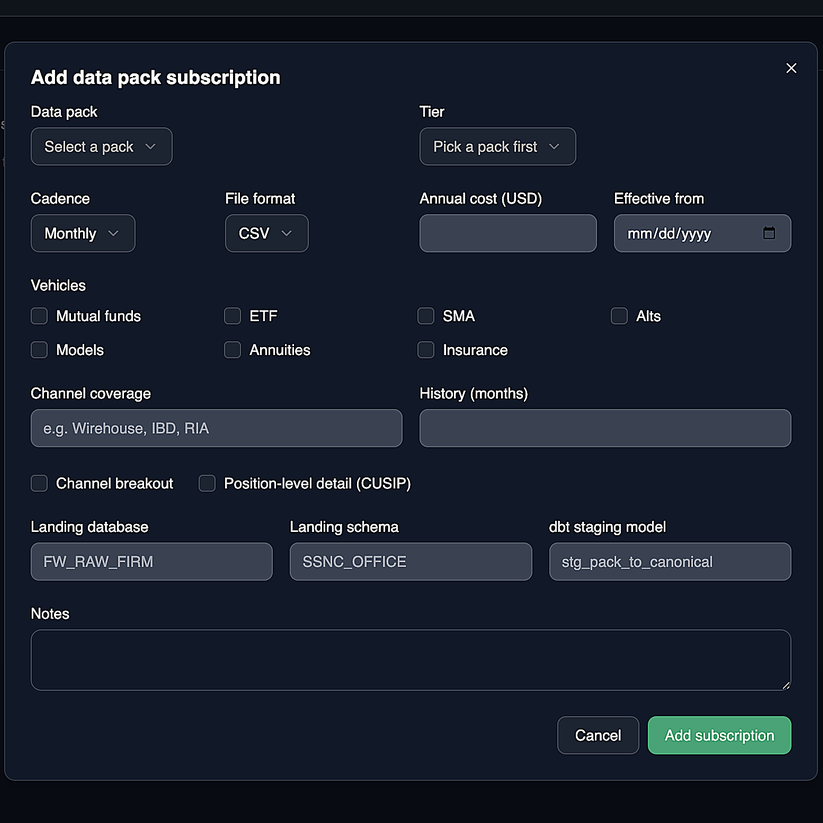 Add data pack subscription
Data pack
Tier
Select a pack
Pick a pack first
Cadence
File format
Annual cost (USD)
Effective from
Monthly
CSV
mm/dd/yyyy
Vehicles
Mutual funds
ETF
SMA
Alts
Models
Annuities
Insurance
Channel coverage
History (months)
e.g. Wirehouse, IBD, RIA
Channel breakout
Position-level detail (CUSIP)
Landing database
Landing schema
dbt staging model
FW_RAW_FIRM
SSNC_OFFICE
stg_pack_to_canonical
Notes
Cancel
Add subscription